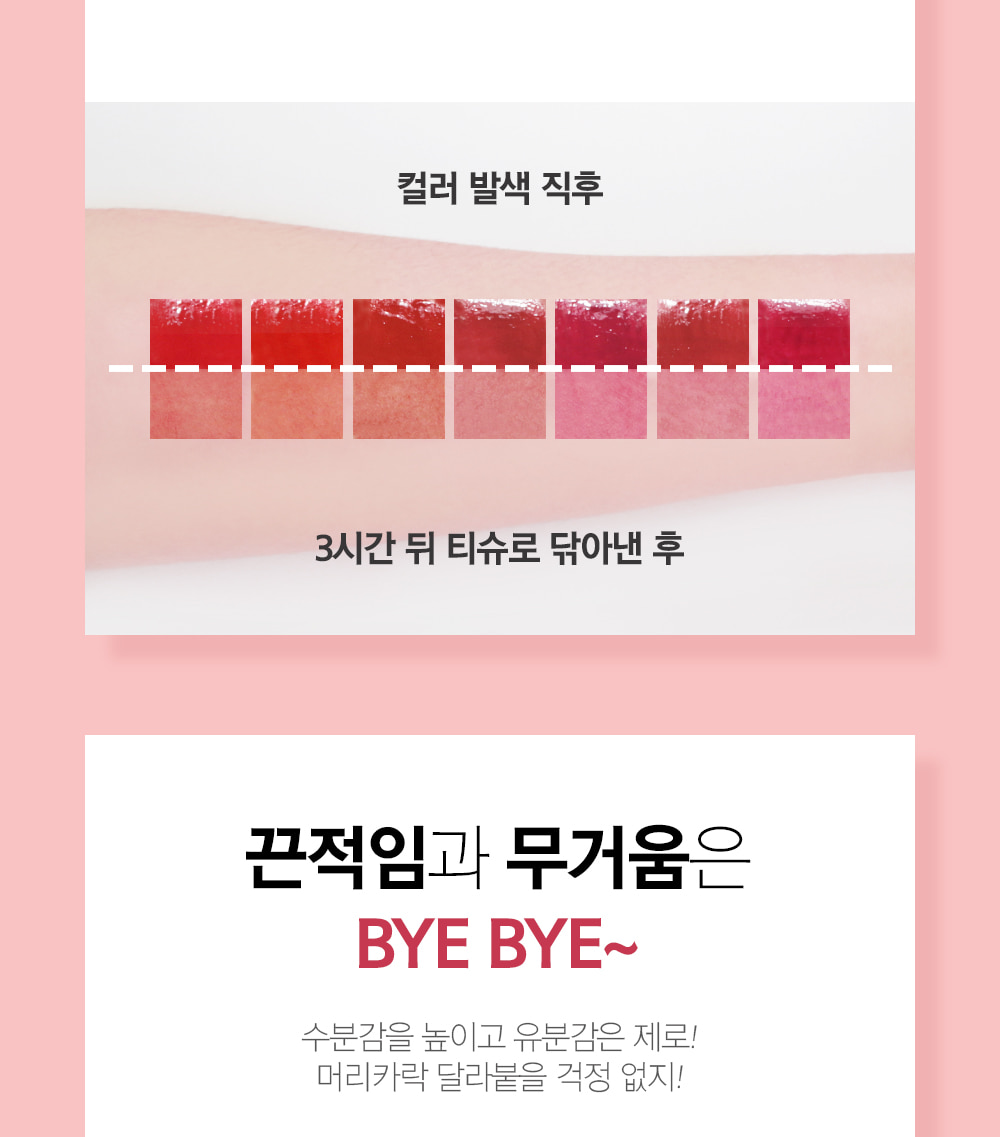 컬러 발색 직후
3시간 뒤 티슈로 닦아낸 후
끈적임과 무거움은
BYE BYE~
수분감을 높이고 유분감은 제로!
머리카락 달라붙을 걱정 없지!